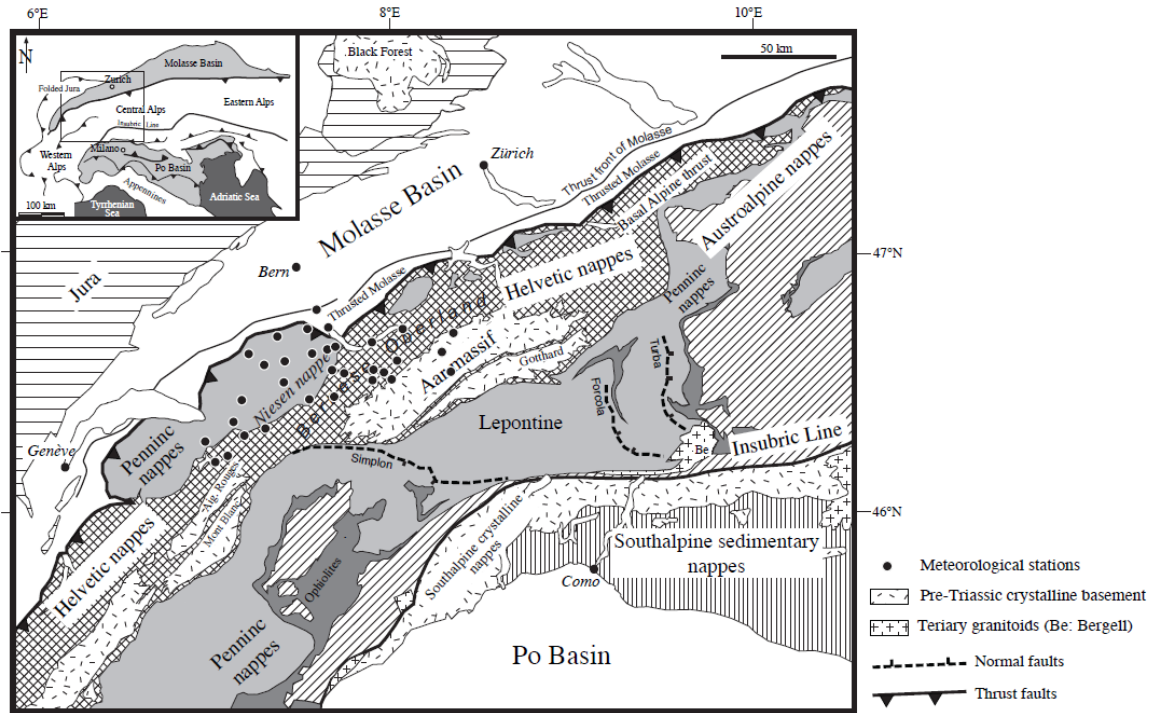 6°E
8°E
10°E
N
Molasse Basin
Zurich
Folded Jura
Central Alps
Eastern Alps
Insubric Line
Milano
Western
Alps
Po Basin
Appennines
Adriatic Sea
Tyrrhenian
Sea
100 km
Black Forest
50 km
Zürich
Thrust front of Molasse
Thrusted Molasse
Basal Alpine thrust
Austroalpine nappes
Molasse Basin
Bern
47°N
Jura
Thrusted Molasse
Helvetic nappes
Penninc
nappes
Bernese Oberland
Aarmassif
Gotthard
Turba
Forcola
Niesen nappe
Lepontine
Genève
Penninc
nappes
Simplon
Be
Insubric Line
Aig. Rouges
Mont Blanc
46°N
Helvetic nappes
Southalpine crystalline
nappes
Southalpine sedimentary
nappes
Como
Ophiolites
Penninc
nappes
Po Basin
Meteorological stations
Pre-Triassic crystalline basement
Teriary granitoids (Be: Bergell)
Normal faults
Thrust faults